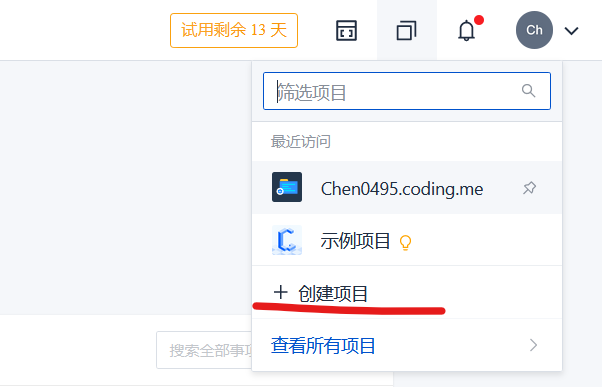 试用剩余 13 天
Ch
筛选项目
最近访问
Chen0495.coding.me
示例项目
创建项目
搜索全部事项
查看所有项目